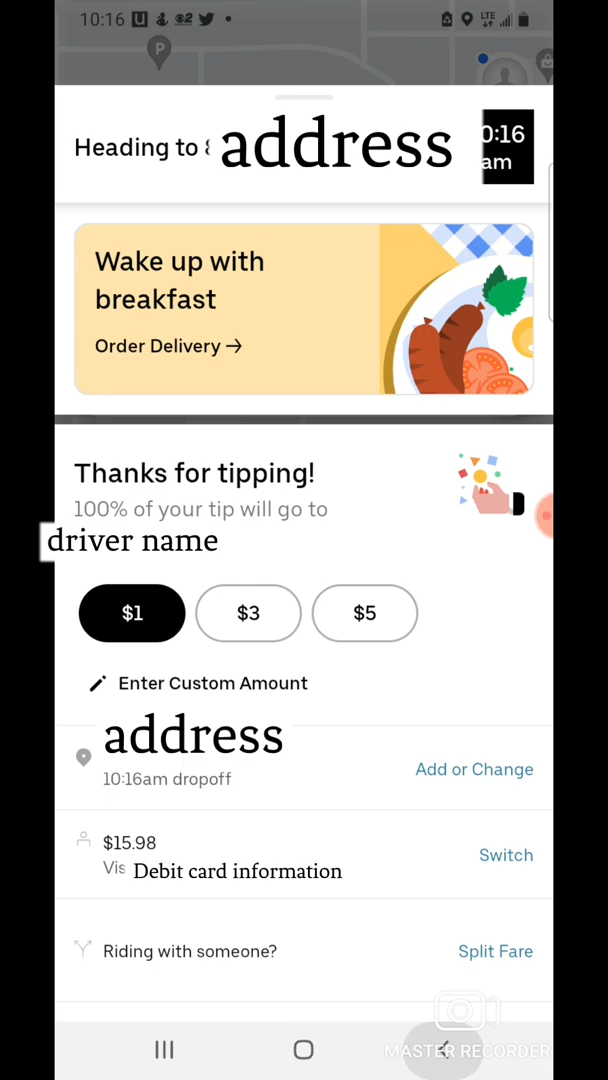 10:16
LTE
P
Heading to address
0:16
am
Wake up with
breakfast
Order Delivery →
Thanks for tipping!
100% of your tip will go to
driver name
$1 $3 $5
Enter Custom Amount
address
10:16am dropoff
Add or Change
$15.98
Vis Debit card information
Switch
Riding with someone?
Split Fare
MASTER RECORDER